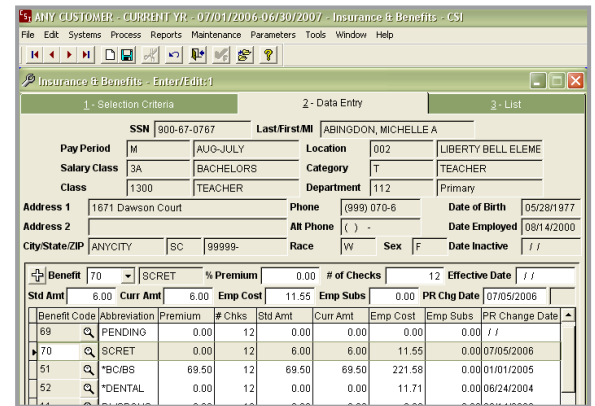 ANY CUSTOMER - CURRENT YR - 07/01/2006-06/30/2007 - Insurance & Benefits - CSI
File Edit Systems Process Reports Maintenance Parameters Tools Window Help
Insurance & Benefits - Enter/Edit:1
1 - Selection Criteria 2 - Data Entry 3 - List
SSN 900-67-0767 Last/First/MI ABINGDON, MICHELLE A
Pay Period M AUG-JULY Location 002 LIBERTY BELL ELEME
Salary Class 3A BACHELORS Category T TEACHER
Class 1300 TEACHER Department 112 Primary
Address 1 1671 Dawson Court Phone (999) 070-6 Date of Birth 05/28/1977
Address 2 Alt Phone ( ) - Date Employed 08/14/2000
City/State/ZIP ANYCITY SC 99999- Race W Sex F Date Inactive / /
Benefit 70 SCRET % Premium 0.00 # of Checks 12 Effective Date / /
Std Amt 6.00 Curr Amt 6.00 Emp Cost 11.55 Emp Subs 0.00 PR Chg Date 07/05/2006
Benefit Code Abbreviation Premium # Chks Std Amt Curr Amt Emp Cost Emp Subs PR Change Date
69 PENDING 0.00 12 0.00 0.00 0.00 0.00 / /
70 SCRET 0.00 12 6.00 6.00 11.55 0.00 07/05/2006
51 *BC/BS 69.50 12 69.50 69.50 221.58 0.00 01/01/2005
52 *DENTAL 0.00 12 0.00 0.00 11.71 0.00 06/24/2004